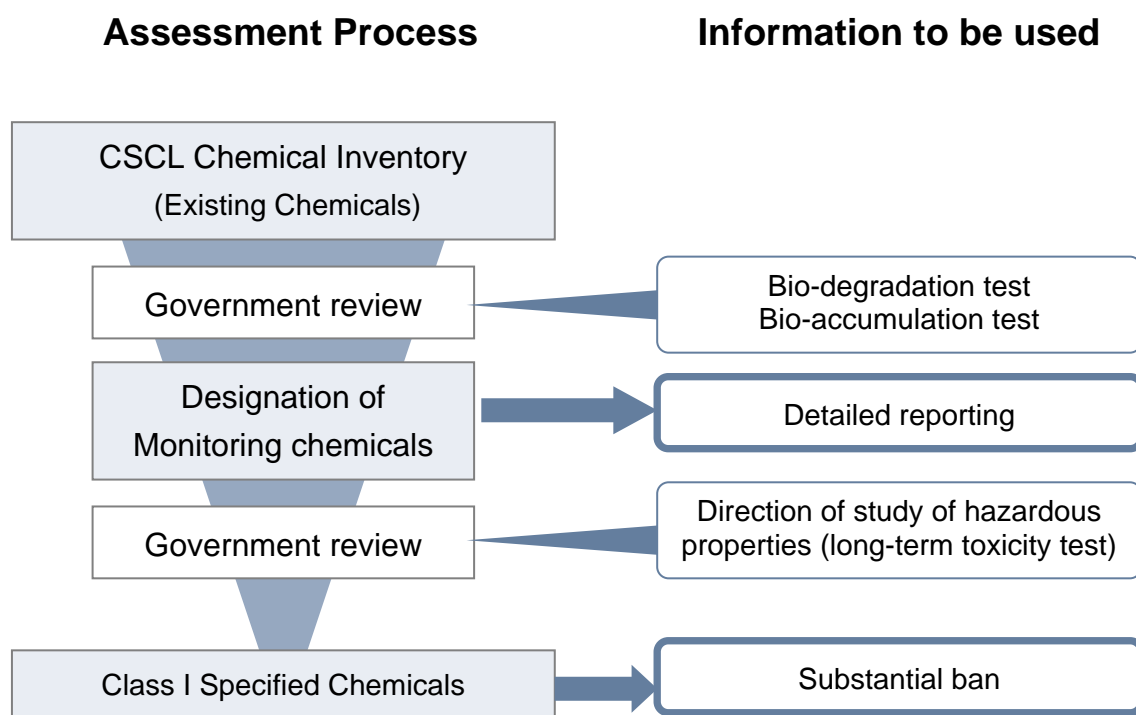 Assessment Process
Information to be used
CSCL Chemical Inventory
(Existing Chemicals)
Government review
Bio-degradation test
Bio-accumulation test
Designation of
Monitoring chemicals
Detailed reporting
Government review
Direction of study of hazardous
properties (long-term toxicity test)
Class I Specified Chemicals
Substantial ban